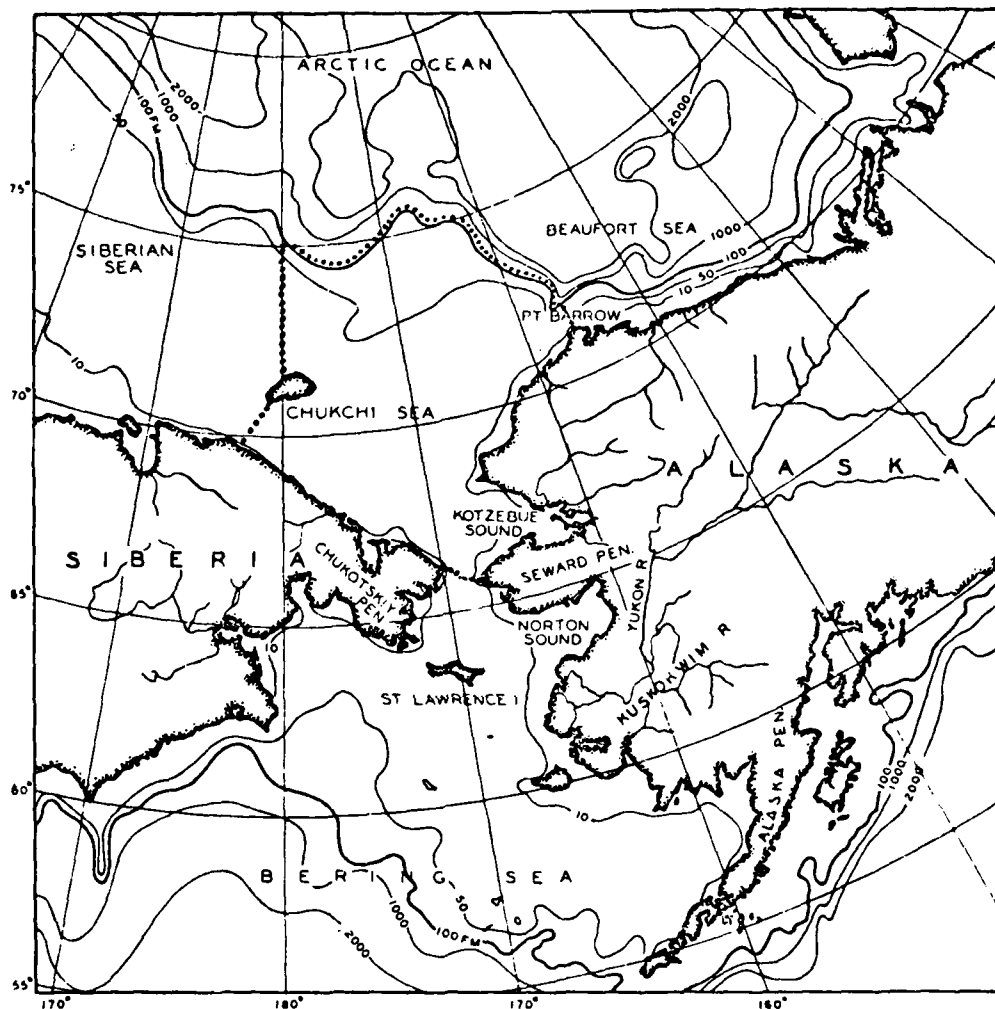 ARCTIC OCEAN
2000
1000
100 FM
50
2000
75°
SIBERIAN
SEA
BEAUFORT SEA
1000
100
50
10
PT BARROW
10
70°
CHUKCHI SEA
ALASKA
KOTZEBUE
SOUND
SIBERIA
CHUKOTSKIY
PEN
SEWARD PEN.
YUKON R
65°
NORTON
SOUND
10
ST LAWRENCE I
KUSKOKWIM R
ALASKA PEN.
100
1000
2000
60°
10
BERING SEA
50
1000
100 FM
2000
55°
170°
180°
170°
160°